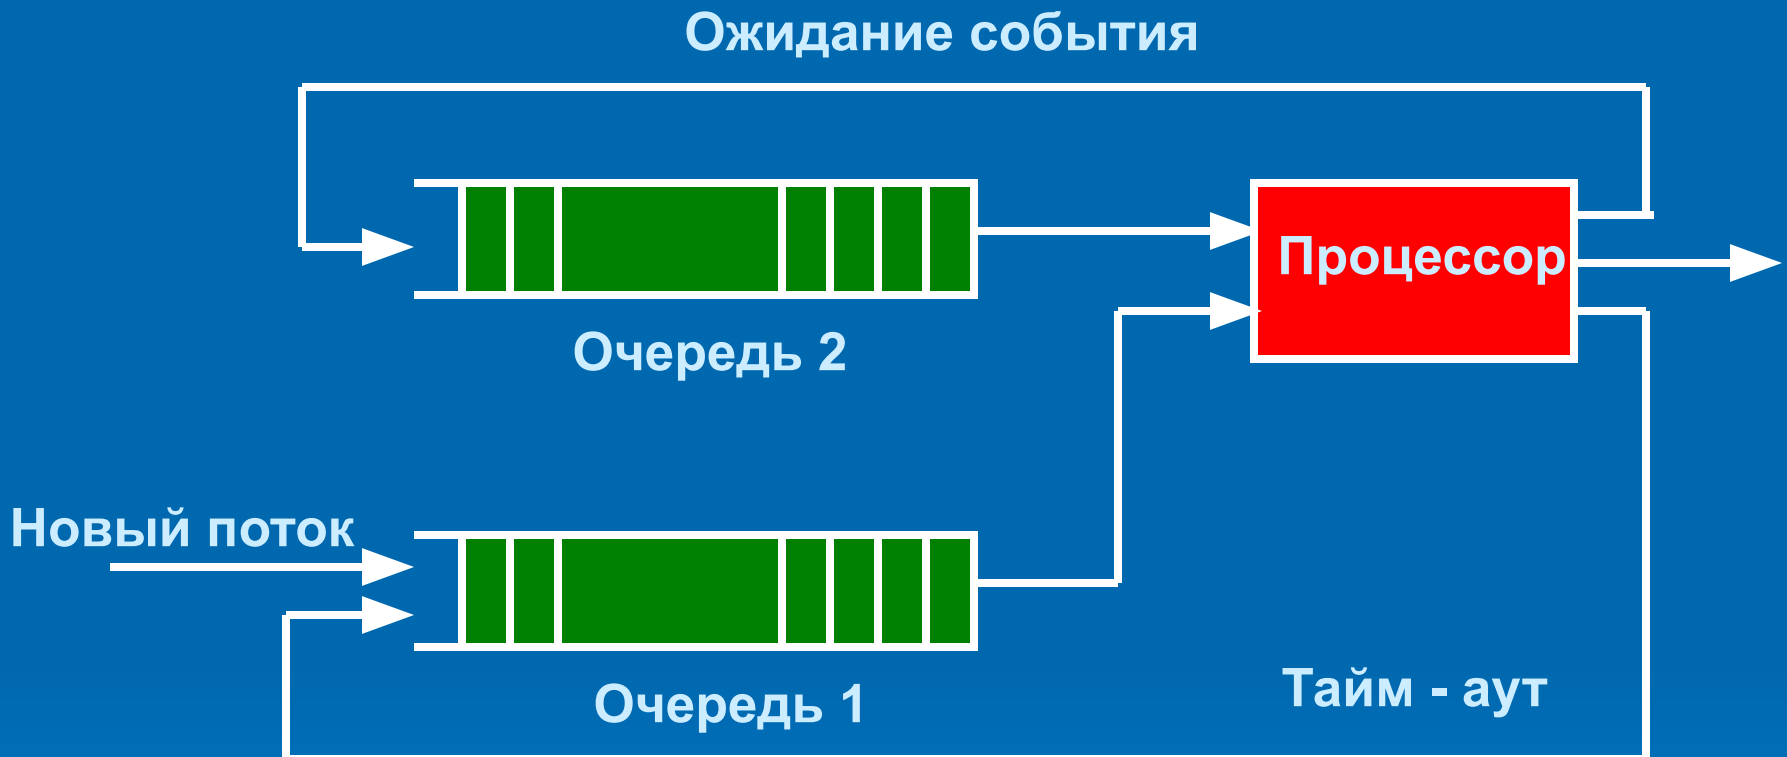 Ожидание события
Процессор
Очередь 2
Новый поток
Тайм - аут
Очередь 1